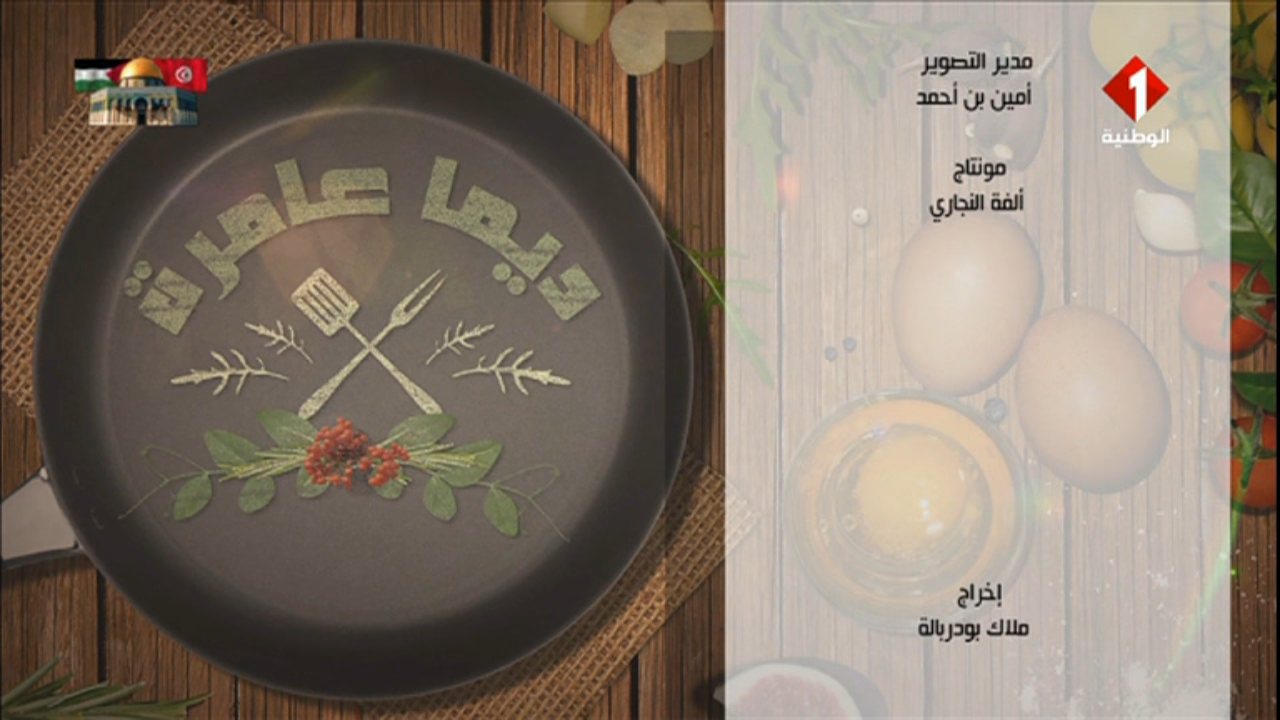 ديما عامرة
مدير التصوير
أمين بن أحمد
مونتاج
ألفة النجاري
إخراج
ملاك بودربالة
1
الوطنية